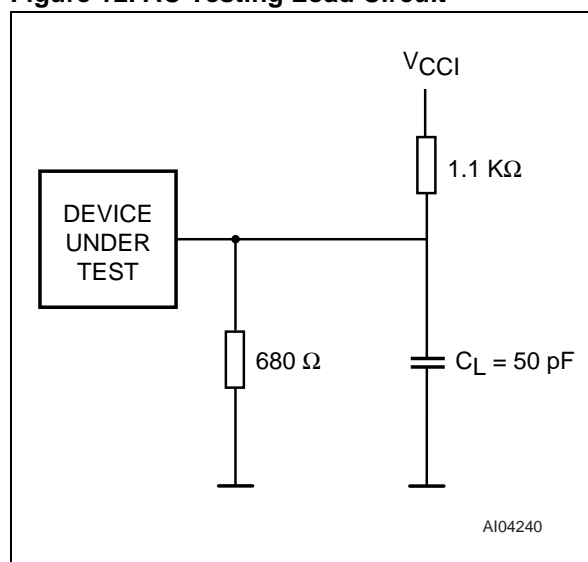 Figure 12. AC Testing Load Circuit
VCCI
1.1 KΩ
DEVICE
UNDER
TEST
680 Ω
CL = 50 pF
AI04240